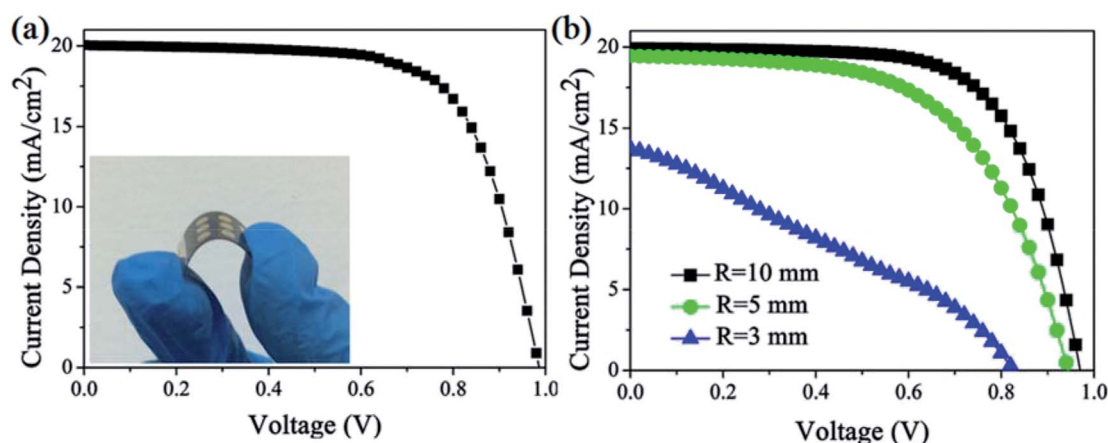 (a)
20
15
10
5
0
Current Density (mA/cm²)
0.0 0.2 0.4 0.6 0.8 1.0
Voltage (V)
(b)
20
15
10
5
0
Current Density (mA/cm²)
R=10 mm
R=5 mm
R=3 mm
0.0 0.2 0.4 0.6 0.8 1.0
Voltage (V)